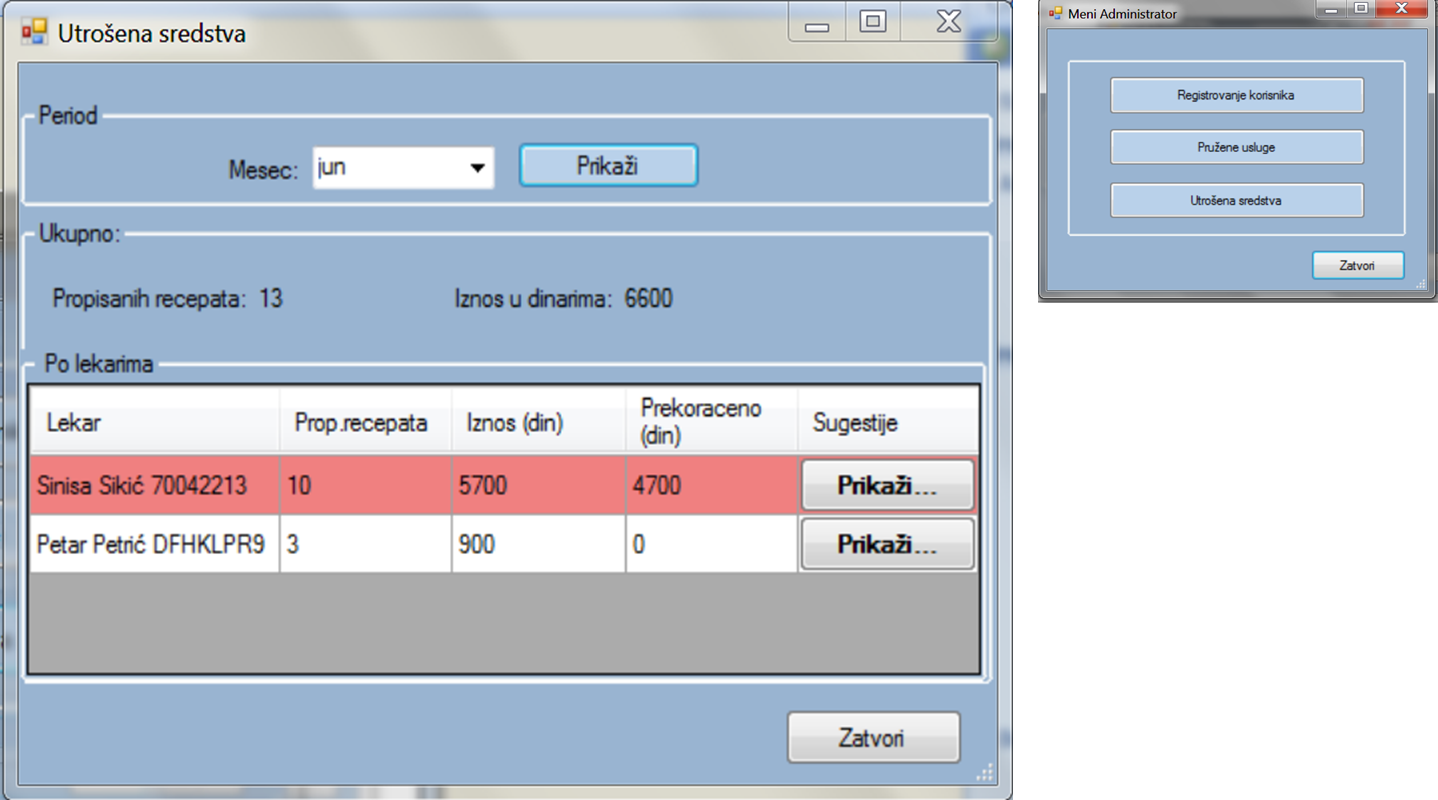 Utrošena sredstva
Period
Mesec: jun Prikaži
Ukupno:
Propisanih recepata: 13 Iznos u dinarima: 6600
Po lekarima
Lekar Prop.recepata Iznos (din) Prekoraceno (din) Sugestije
Sinisa Sikić 70042213 10 5700 4700 Prikaži...
Petar Petrić DFHKLPR9 3 900 0 Prikaži...
Zatvori
Meni Administrator
Registrovanje korisnika
Pružene usluge
Utrošena sredstva
Zatvori